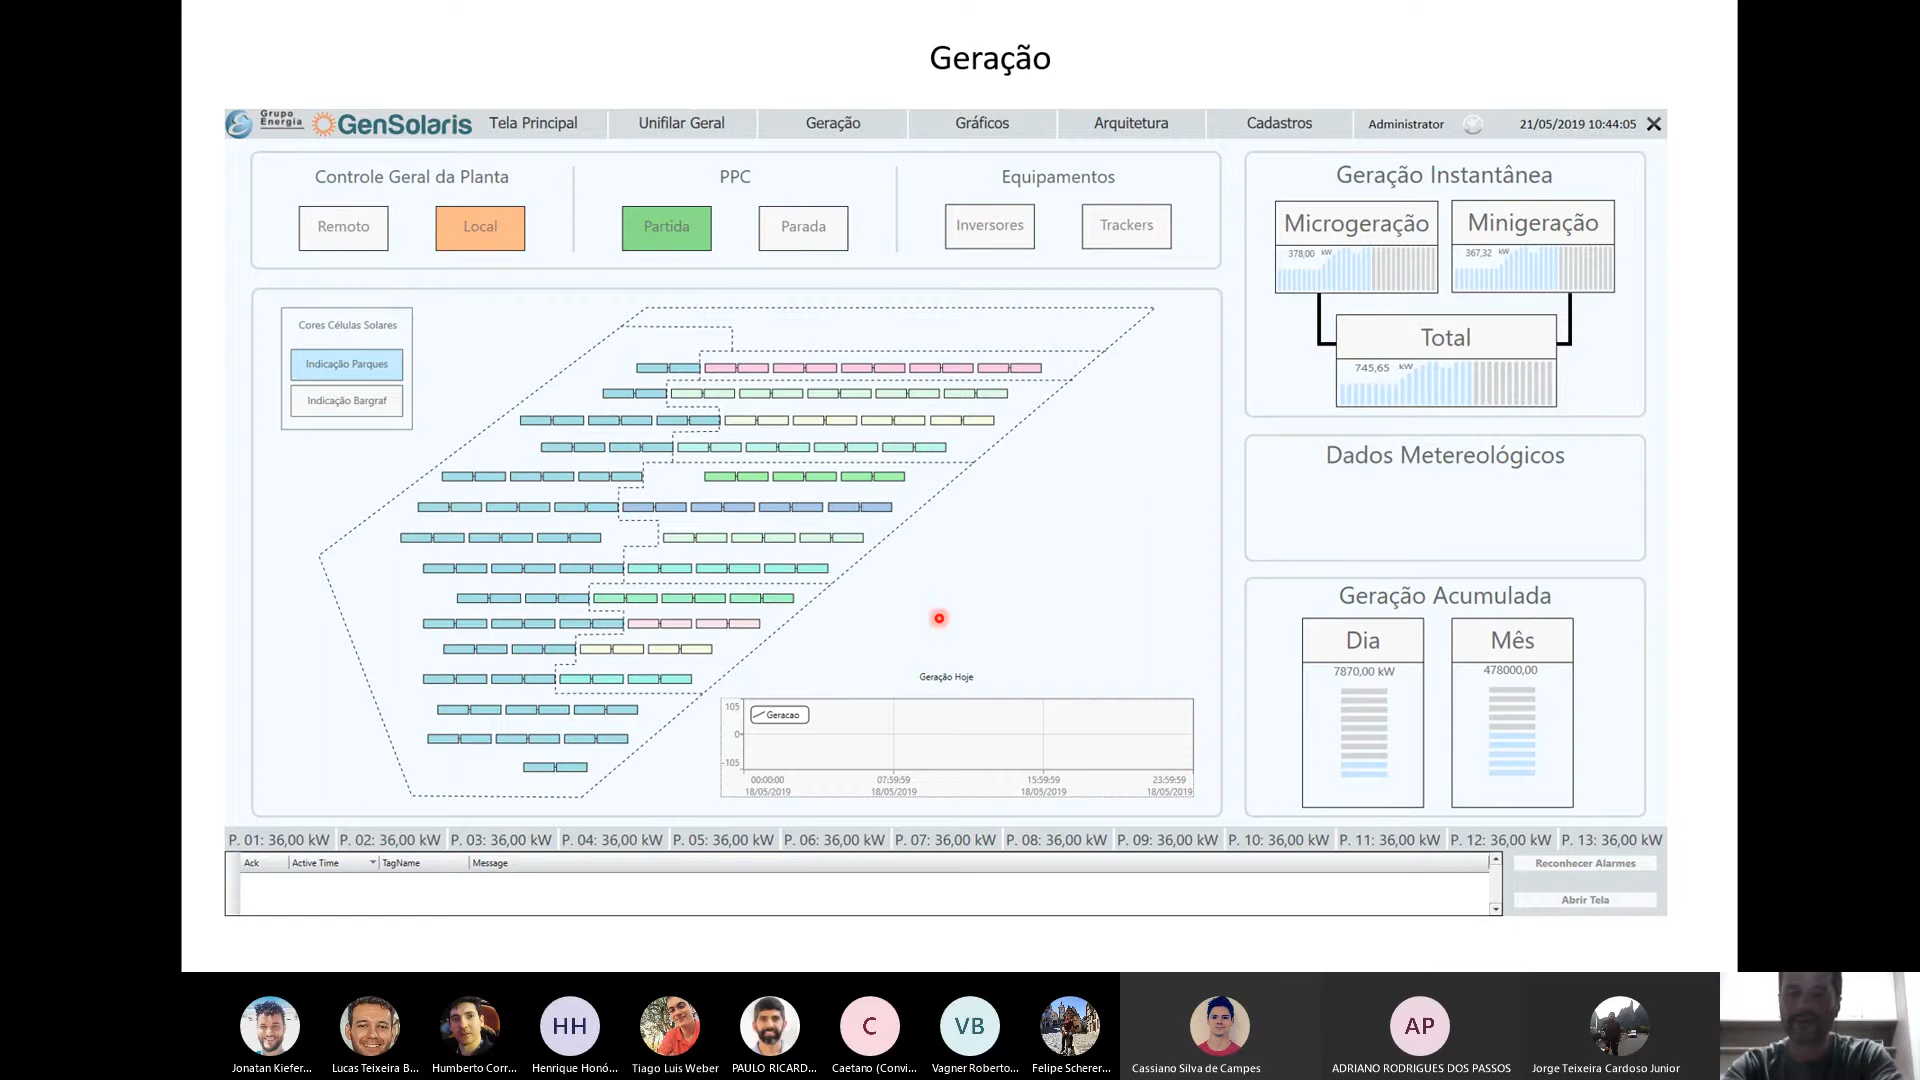 Geração
Grupo Energia GenSolaris Tela Principal Unifilar Geral Geração Gráficos Arquitetura Cadastros Administrator 21/05/2019 10:44:05
Controle Geral da Planta PPC Equipamentos
Remoto Local Partida Parada Inversores Trackers
Geração Instantânea
Microgeração Minigeração
378,00 kW 367,32 kW
Total
745,65 kW
Cores Células Solares
Indicação Parques
Indicação Bargraf
Dados Metereológicos
Geração Acumulada
Dia Mês
7870,00 kW 478000,00
Geração Hoje
Geracao
105
0
-105
00:00:00 07:59:59 15:59:59 23:59:59
18/05/2019 18/05/2019 18/05/2019 18/05/2019
P. 01: 36,00 kW P. 02: 36,00 kW P. 03: 36,00 kW P. 04: 36,00 kW P. 05: 36,00 kW P. 06: 36,00 kW P. 07: 36,00 kW P. 08: 36,00 kW P. 09: 36,00 kW P. 10: 36,00 kW P. 11: 36,00 kW P. 12: 36,00 kW P. 13: 36,00 kW
Ack Active Time TagName Message
Reconhecer Alarmes
Abrir Tela
HH C VB AP
Jonatan Kiefer... Lucas Teixeira B... Humberto Corr... Henrique Honó... Tiago Luis Weber PAULO RICARD... Caetano (Convi... Vagner Roberto... Felipe Scherer... Cassiano Silva de Campes ADRIANO RODRIGUES DOS PASSOS Jorge Teixeira Cardoso Junior